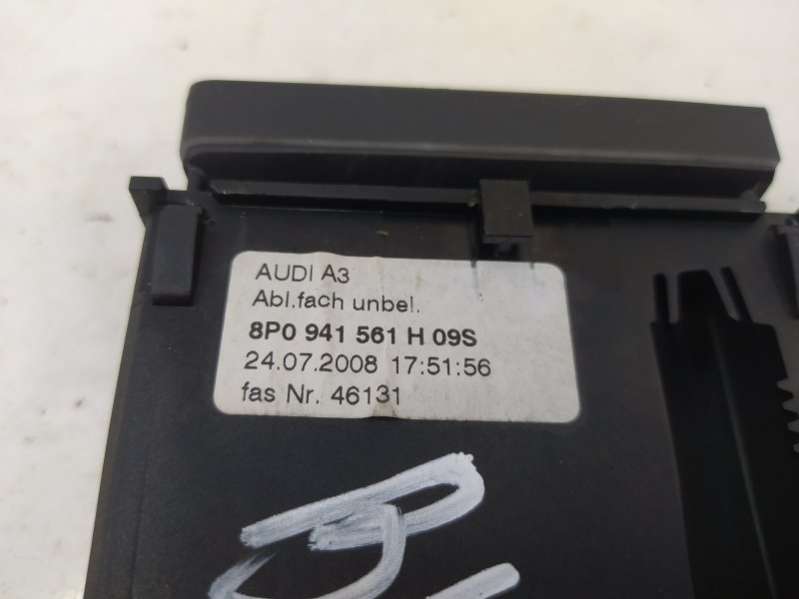 AUDI A3
Abl.fach unbel.
8P0 941 561 H 09S
24.07.2008 17:51:56
fas Nr. 46131